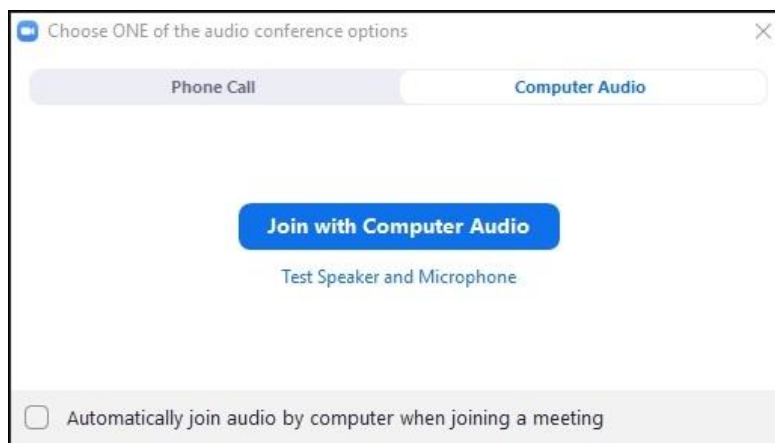 Choose ONE of the audio conference options
Phone Call
Computer Audio
Join with Computer Audio
Test Speaker and Microphone
Automatically join audio by computer when joining a meeting